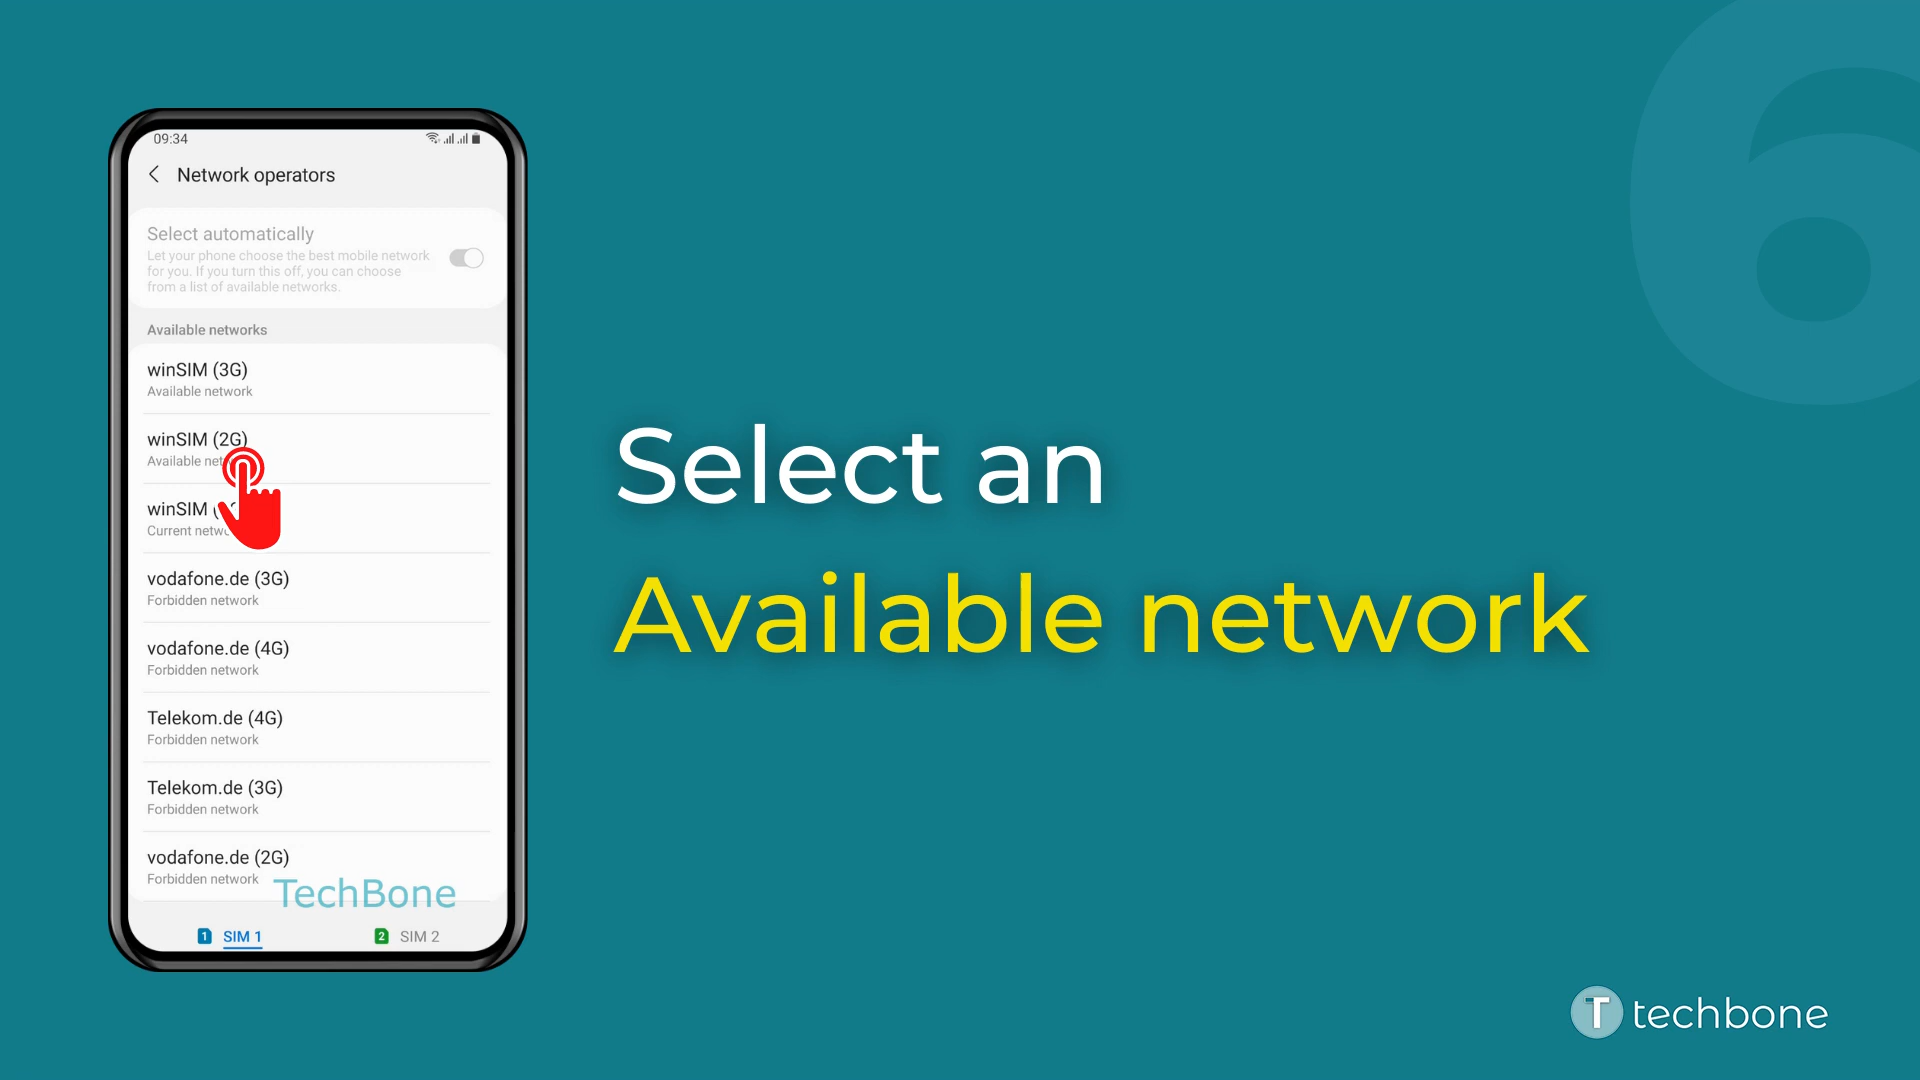 6
09:34
Network operators
Select automatically
Let your phone choose the best mobile network
for you. If you turn this off, you can choose
from a list of available networks.
Available networks
winSIM (3G)
Available network
winSIM (2G)
Available
winSIM
Current
vodafone.de (3G)
Forbidden network
vodafone.de (4G)
Forbidden network
Telekom.de (4G)
Forbidden network
Telekom.de (3G)
Forbidden network
vodafone.de (2G)
Forbidden network
TechBone
1 SIM 1
2 SIM 2
Select an
Available network
T techbone